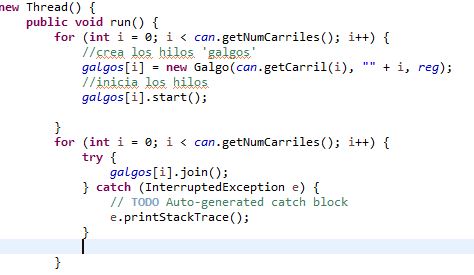 new Thread() {
public void run() {
for (int i = 0; i < can.getNumCarriles(); i++) {
//crea los hilos 'galgos'
galgos[i] = new Galgo(can.getCarril(i), "" + i, reg);
//inicia los hilos
galgos[i].start();
}
for (int i = 0; i < can.getNumCarriles(); i++) {
try {
galgos[i].join();
} catch (InterruptedException e) {
// TODO Auto-generated catch block
e.printStackTrace();
}
}